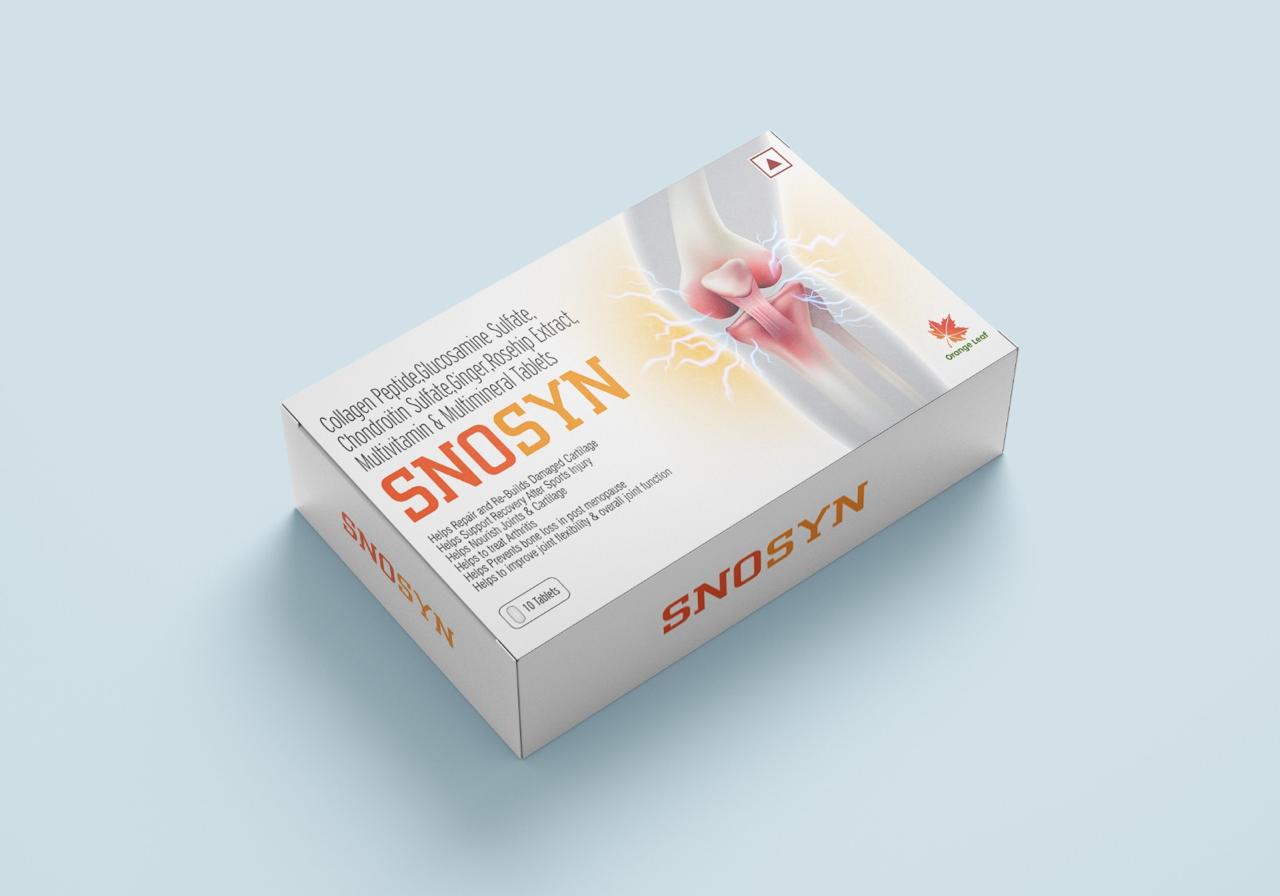 Collagen Peptide,Glucosamine Sulfate,
Chondroitin Sulfate,Ginger,Rosehip Extract,
Multivitamin & Multimineral Tablets
SNOSYN
Helps Repair and Re-Builds Damaged Cartilage
Helps Support Recovery After Sports Injury
Helps Nourish Joints & Cartilage
Helps to treat Arthritis
Helps Prevents bone loss in post menopause
Helps to improve joint flexibility & overall joint function
10 Tablets
Orange Leaf
SNOSYN
SNOSYN